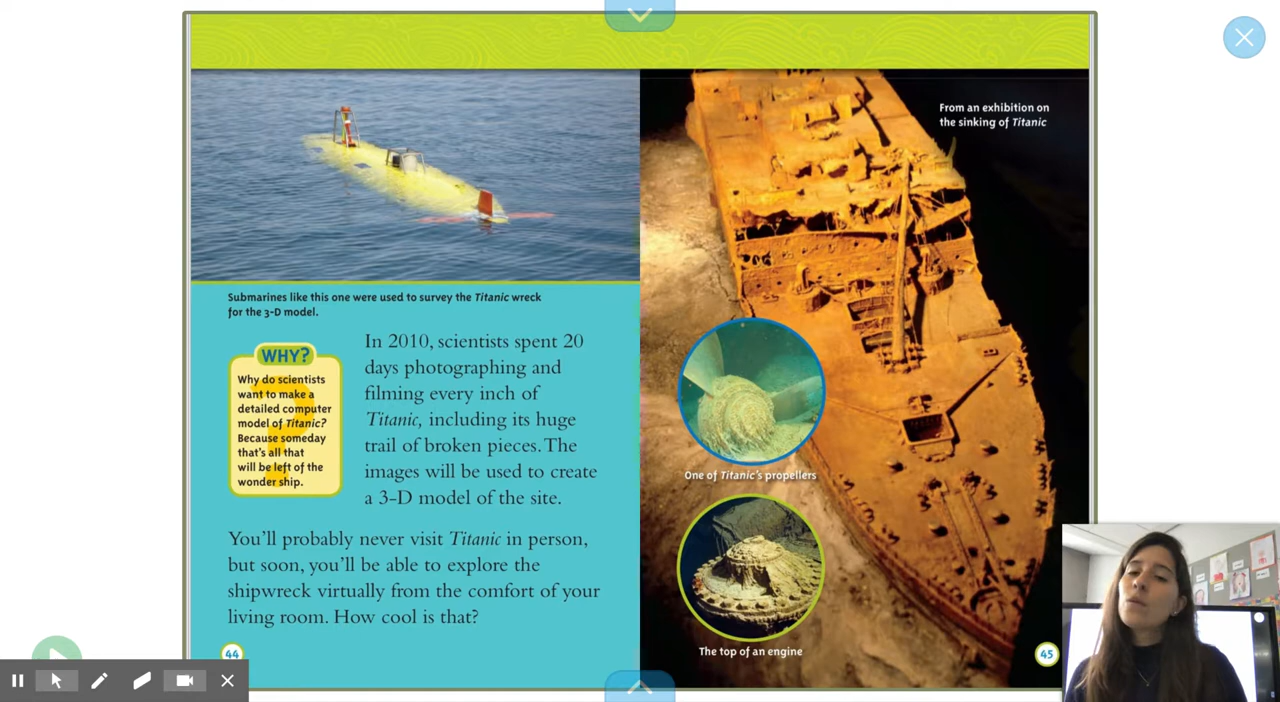 Submarines like this one were used to survey the Titanic wreck
for the 3-D model.
WHY?
Why do scientists
want to make a
detailed computer
model of Titanic?
Because someday
that's all that
will be left of the
wonder ship.
In 2010, scientists spent 20
days photographing and
filming every inch of
Titanic, including its huge
trail of broken pieces. The
images will be used to create
a 3-D model of the site.
You'll probably never visit Titanic in person,
but soon, you'll be able to explore the
shipwreck virtually from the comfort of your
living room. How cool is that?
44
From an exhibition on
the sinking of Titanic
One of Titanic's propellers
The top of an engine
45